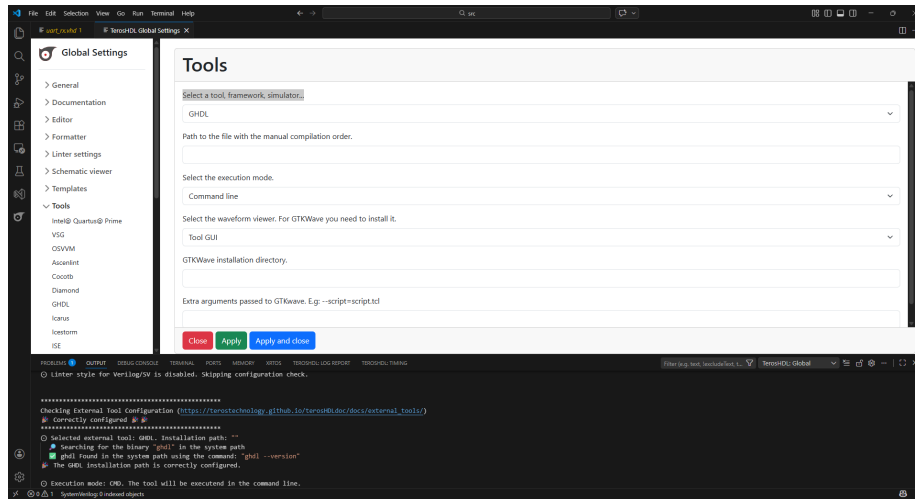 File Edit Selection View Go Run Terminal Help
src
uart_rx.vhd 1
TerosHDL Global Settings
Global Settings
General
Documentation
Editor
Formatter
Linter settings
Schematic viewer
Templates
Tools
Intel® Quartus® Prime
VSG
OSVVM
Ascenlint
Cocotb
Diamond
GHDL
Icarus
Icestorm
ISE
Tools
Select a tool, framework, simulator...
GHDL
Path to the file with the manual compilation order.
Select the execution mode.
Command line
Select the waveform viewer. For GTKWave you need to install it.
Tool GUI
GTKWave installation directory.
Extra arguments passed to GTKwave. E.g: --script=script.tcl
Close Apply Apply and close
PROBLEMS 1 OUTPUT DEBUG CONSOLE TERMINAL PORTS MEMORY XRTOS TEROSHDL: LOG REPORT TEROSHDL: TIMING
Filter (e.g. text, !excludeText, t... TerosHDL: Global
Linter style for Verilog/SV is disabled. Skipping configuration check.
**********************************************
Checking External Tool Configuration (https://terostechnology.github.io/terosHDLdoc/docs/external_tools/)
Correctly configured
**********************************************
Selected external tool: GHDL. Installation path: ""
Searching for the binary "ghdl" in the system path
ghdl Found in the system path using the command: "ghdl --version"
The GHDL installation path is correctly configured.
Execution mode: CMD. The tool will be executend in the command line.
0 1 SystemVerilog: 0 indexed objects